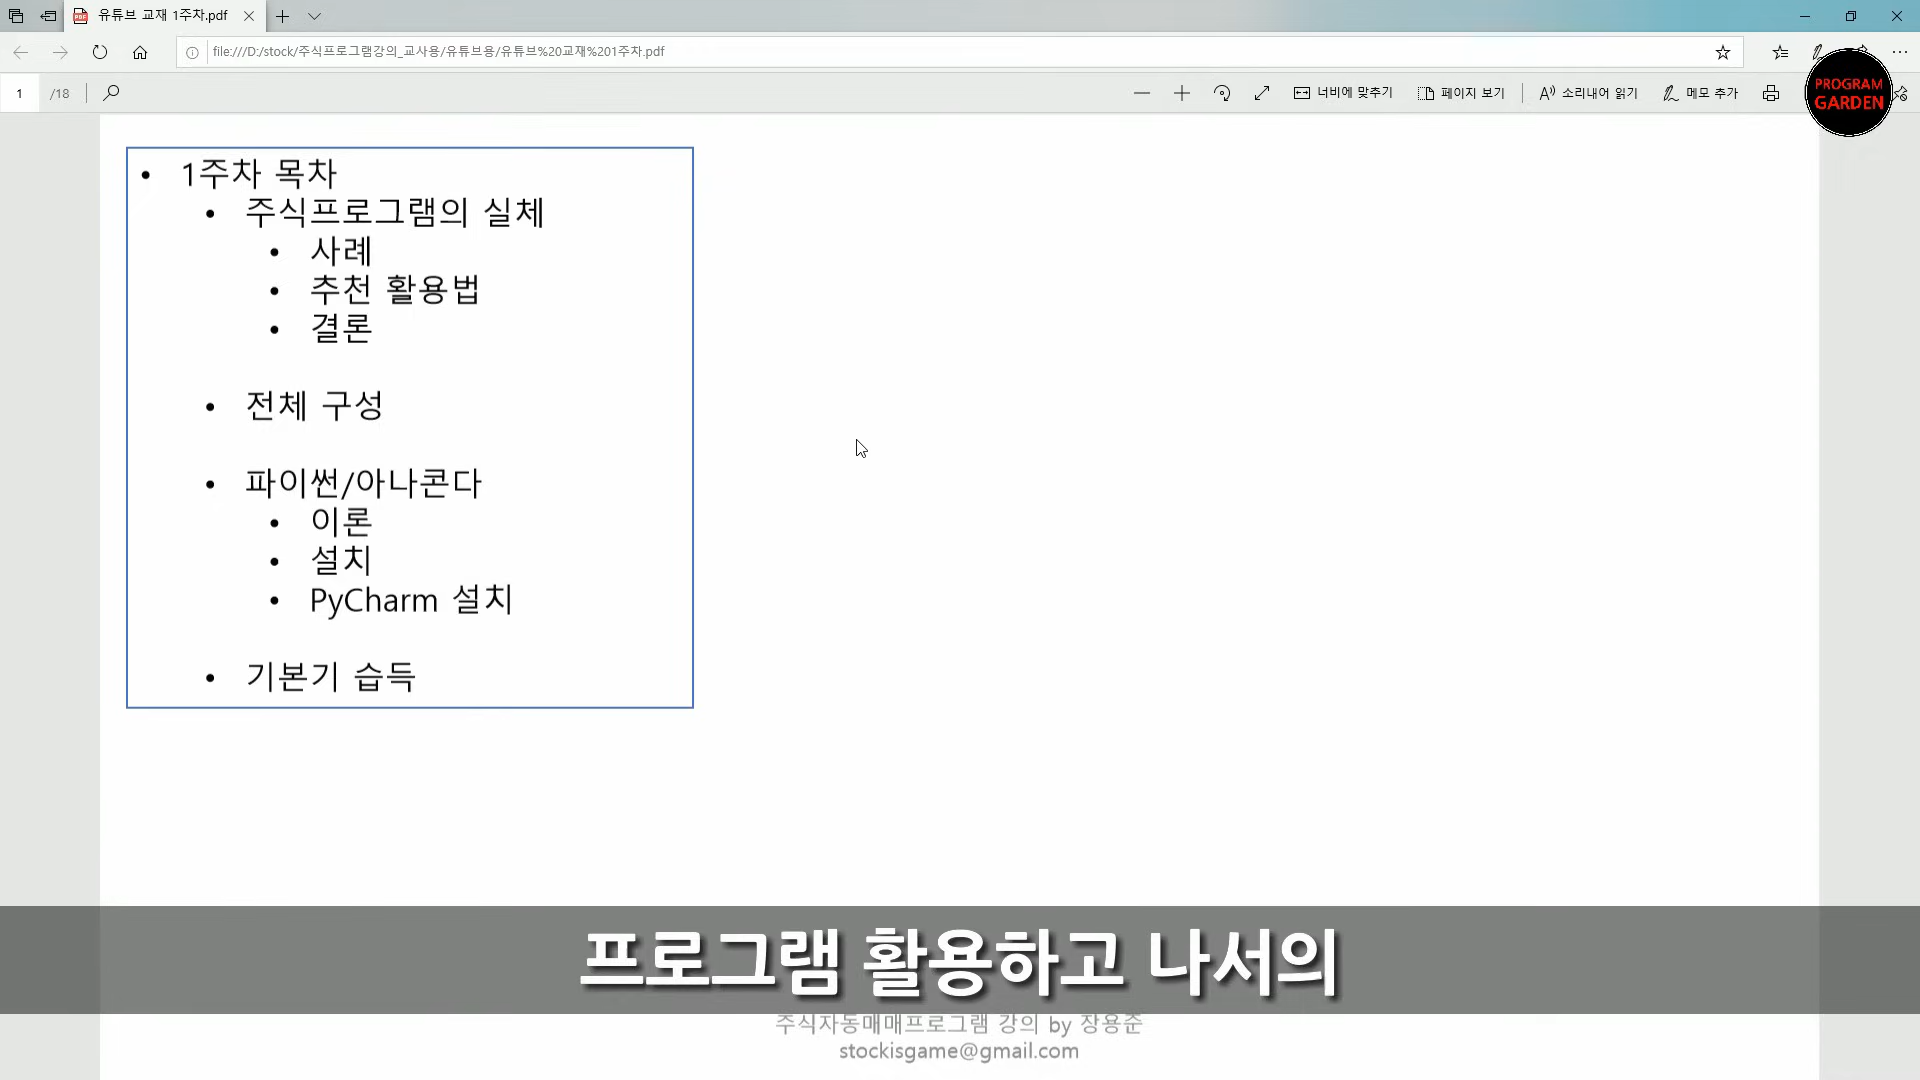 유튜브 교재 1주차.pdf
file:///D:/stock/주식프로그램강의_교사용/유튜브용/유튜브%20교재%201주차.pdf
1 /18 너비에 맞추기 페이지 보기 소리내어 읽기 메모 추가
PROGRAM
GARDEN
• 1주차 목차
• 주식프로그램의 실체
• 사례
• 추천 활용법
• 결론
• 전체 구성
• 파이썬/아나콘다
• 이론
• 설치
• PyCharm 설치
• 기본기 습득
프로그램 활용하고 나서의
주식자동매매프로그램 강의 by 장용준
stockisgame@gmail.com